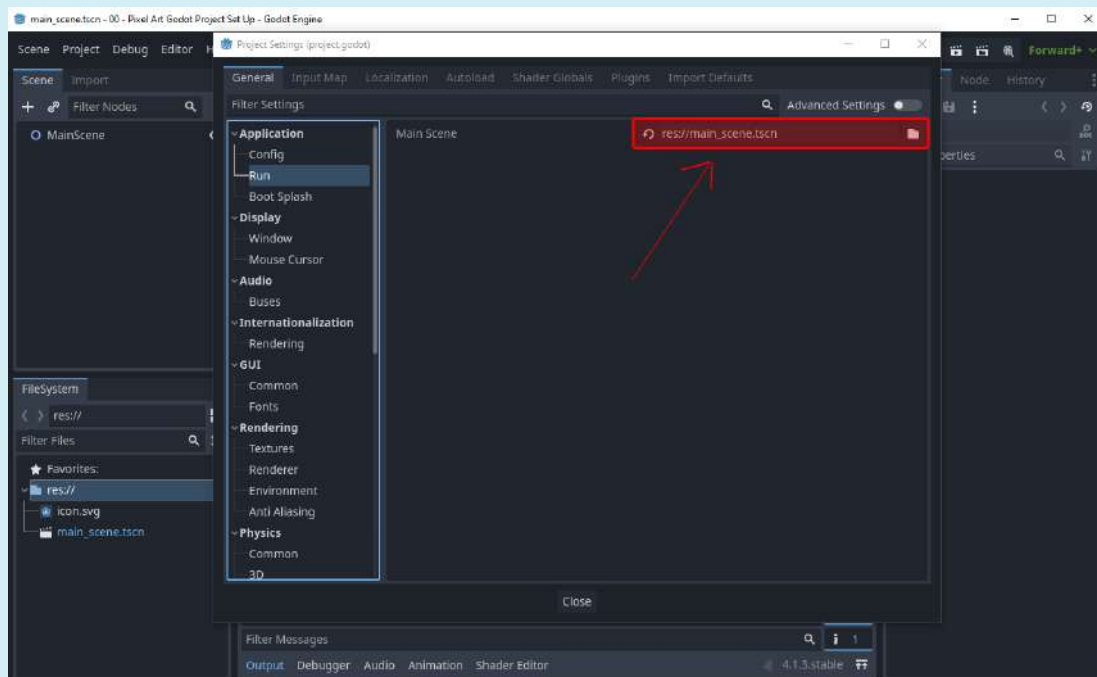 main_scene.tscn - 00 - Pixel Art Godot Project Set Up - Godot Engine
Scene Project Debug Editor H
Forward+
Project Settings (project.godot)
Scene Import
Filter Nodes
MainScene
General Input Map Localization Autoload Shader Globals Plugins Import Defaults
Filter Settings
Advanced Settings
Application
Config
Run
Boot Splash
Display
Window
Mouse Cursor
Audio
Buses
Internationalization
Rendering
GUI
Common
Fonts
Rendering
Textures
Renderer
Environment
Anti Aliasing
Physics
Common
3D
Main Scene
res://main_scene.tscn
Close
Node History
perties
FileSystem
res://
Filter Files
Favorites:
res://
icon.svg
main_scene.tscn
Filter Messages
1
Output Debugger Audio Animation Shader Editor
4.1.3.stable